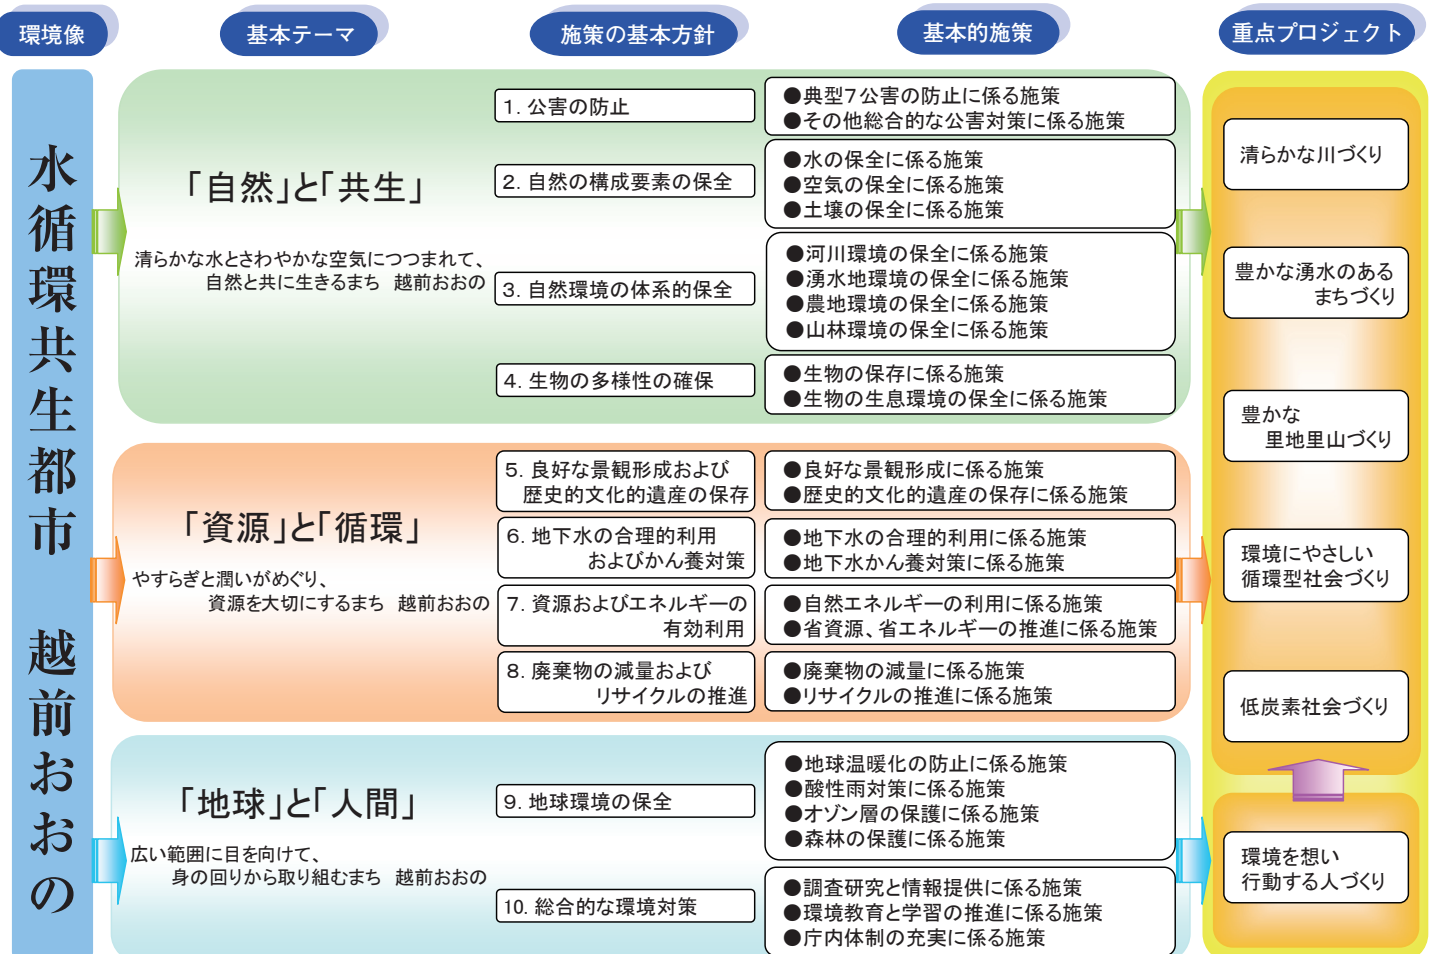 環境像
基本テーマ
施策の基本方針
基本的施策
重点プロジェクト
水循環共生都市　越前おおの
「自然」と「共生」
清らかな水とさわやかな空気につつまれて、
自然と共に生きるまち　越前おおの
1. 公害の防止
●典型7公害の防止に係る施策
●その他総合的な公害対策に係る施策
2. 自然の構成要素の保全
●水の保全に係る施策
●空気の保全に係る施策
●土壌の保全に係る施策
3. 自然環境の体系的保全
●河川環境の保全に係る施策
●湧水地環境の保全に係る施策
●農地環境の保全に係る施策
●山林環境の保全に係る施策
4. 生物の多様性の確保
●生物の保存に係る施策
●生物の生息環境の保全に係る施策
「資源」と「循環」
やすらぎと潤いがめぐり、
資源を大切にするまち　越前おおの
5. 良好な景観形成および
歴史的文化的遺産の保存
●良好な景観形成に係る施策
●歴史的文化的遺産の保存に係る施策
6. 地下水の合理的利用
およびかん養対策
●地下水の合理的利用に係る施策
●地下水かん養対策に係る施策
7. 資源およびエネルギーの
有効利用
●自然エネルギーの利用に係る施策
●省資源、省エネルギーの推進に係る施策
8. 廃棄物の減量および
リサイクルの推進
●廃棄物の減量に係る施策
●リサイクルの推進に係る施策
「地球」と「人間」
広い範囲に目を向けて、
身の回りから取り組むまち　越前おおの
9. 地球環境の保全
●地球温暖化の防止に係る施策
●酸性雨対策に係る施策
●オゾン層の保護に係る施策
●森林の保護に係る施策
10. 総合的な環境対策
●調査研究と情報提供に係る施策
●環境教育と学習の推進に係る施策
●庁内体制の充実に係る施策
清らかな川づくり
豊かな湧水のある
まちづくり
豊かな
里地里山づくり
環境にやさしい
循環型社会づくり
低炭素社会づくり
環境を想い
行動する人づくり